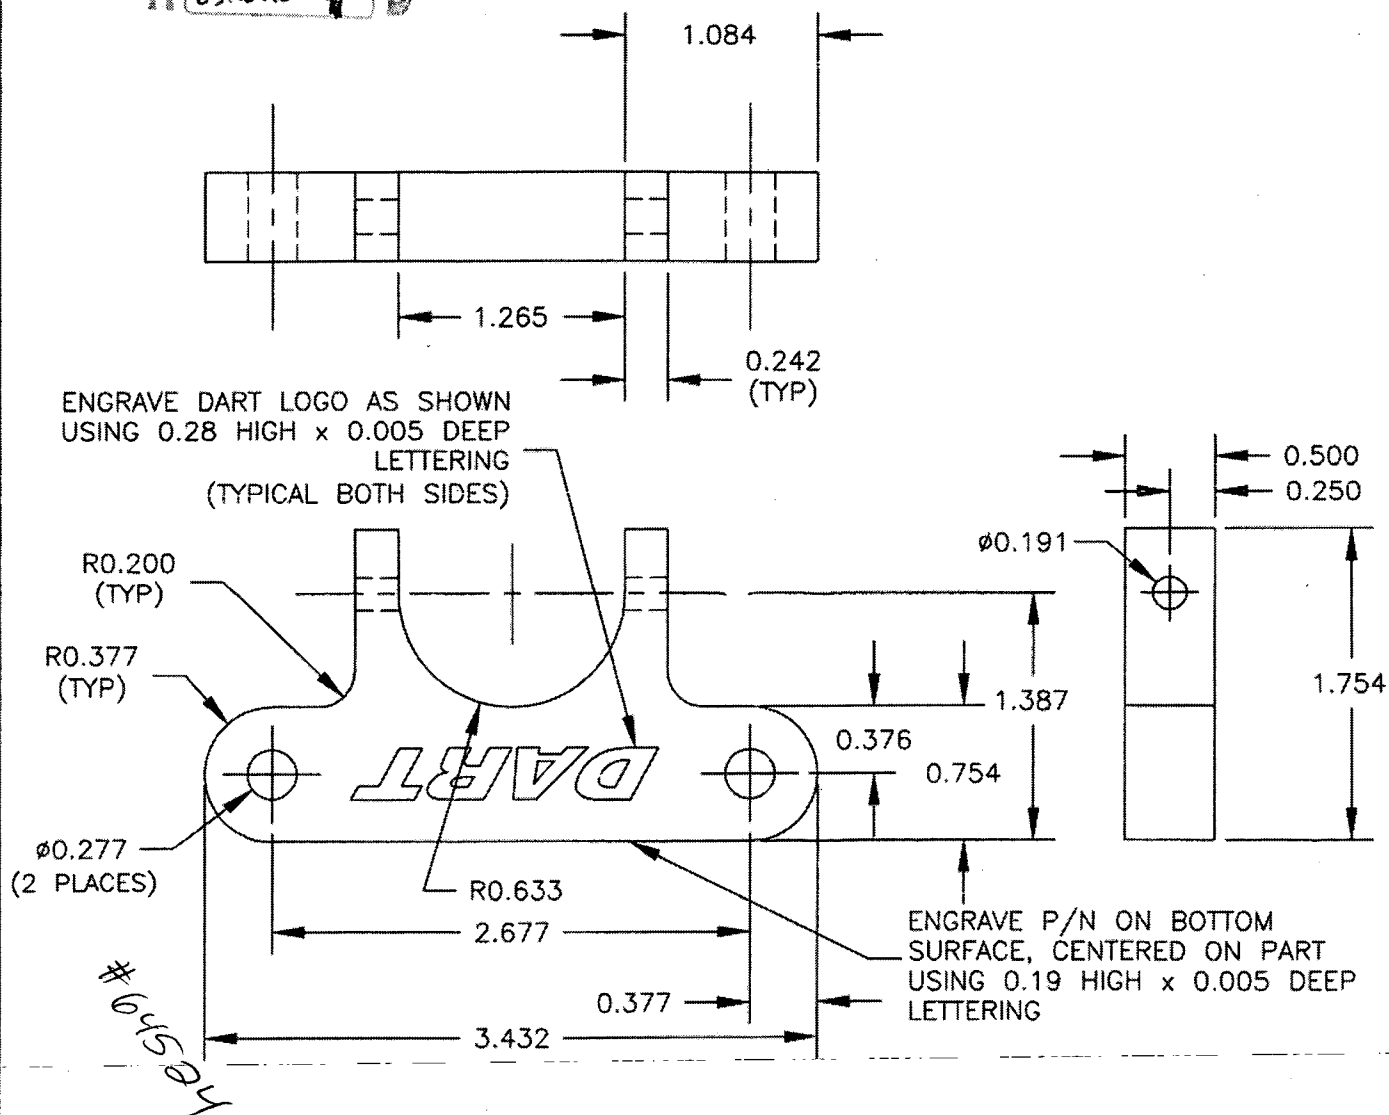 1.084
1.265
0.242
(TYP)
ENGRAVE DART LOGO AS SHOWN
USING 0.28 HIGH x 0.005 DEEP
LETTERING
(TYPICAL BOTH SIDES)
0.500
0.250
ø0.191
R0.200
(TYP)
R0.377
(TYP)
1.754
1.387
0.376
0.754
DART
ø0.277
(2 PLACES)
R0.633
2.677
ENGRAVE P/N ON BOTTOM
SURFACE, CENTERED ON PART
USING 0.19 HIGH x 0.005 DEEP
LETTERING
0.377
3.432